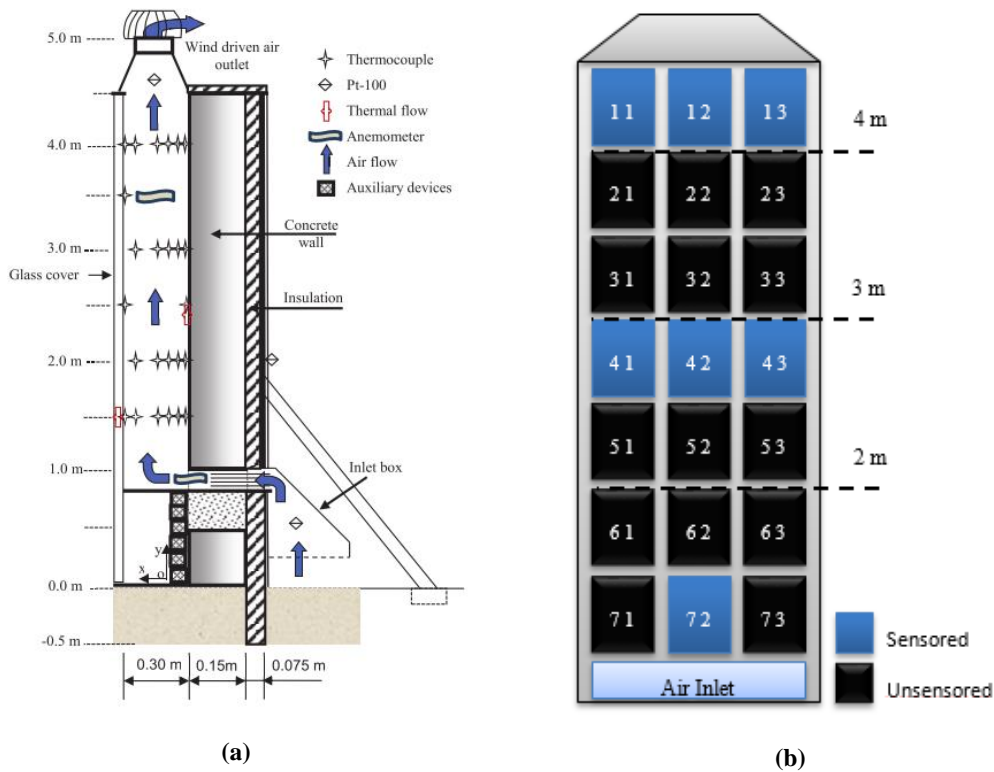 5.0 m
4.0 m
3.0 m
Glass cover
2.0 m
1.0 m
0.0 m
-0.5 m
Wind driven air
outlet
Thermocouple
Pt-100
Thermal flow
Anemometer
Air flow
Auxiliary devices
Concrete
wall
Insulation
Inlet box
y
x
o
0.30 m
0.15m
0.075 m
(a)
11 12 13
4 m
21 22 23
31 32 33
3 m
41 42 43
51 52 53
2 m
61 62 63
71 72 73
Air Inlet
Sensored
Unsensored
(b)